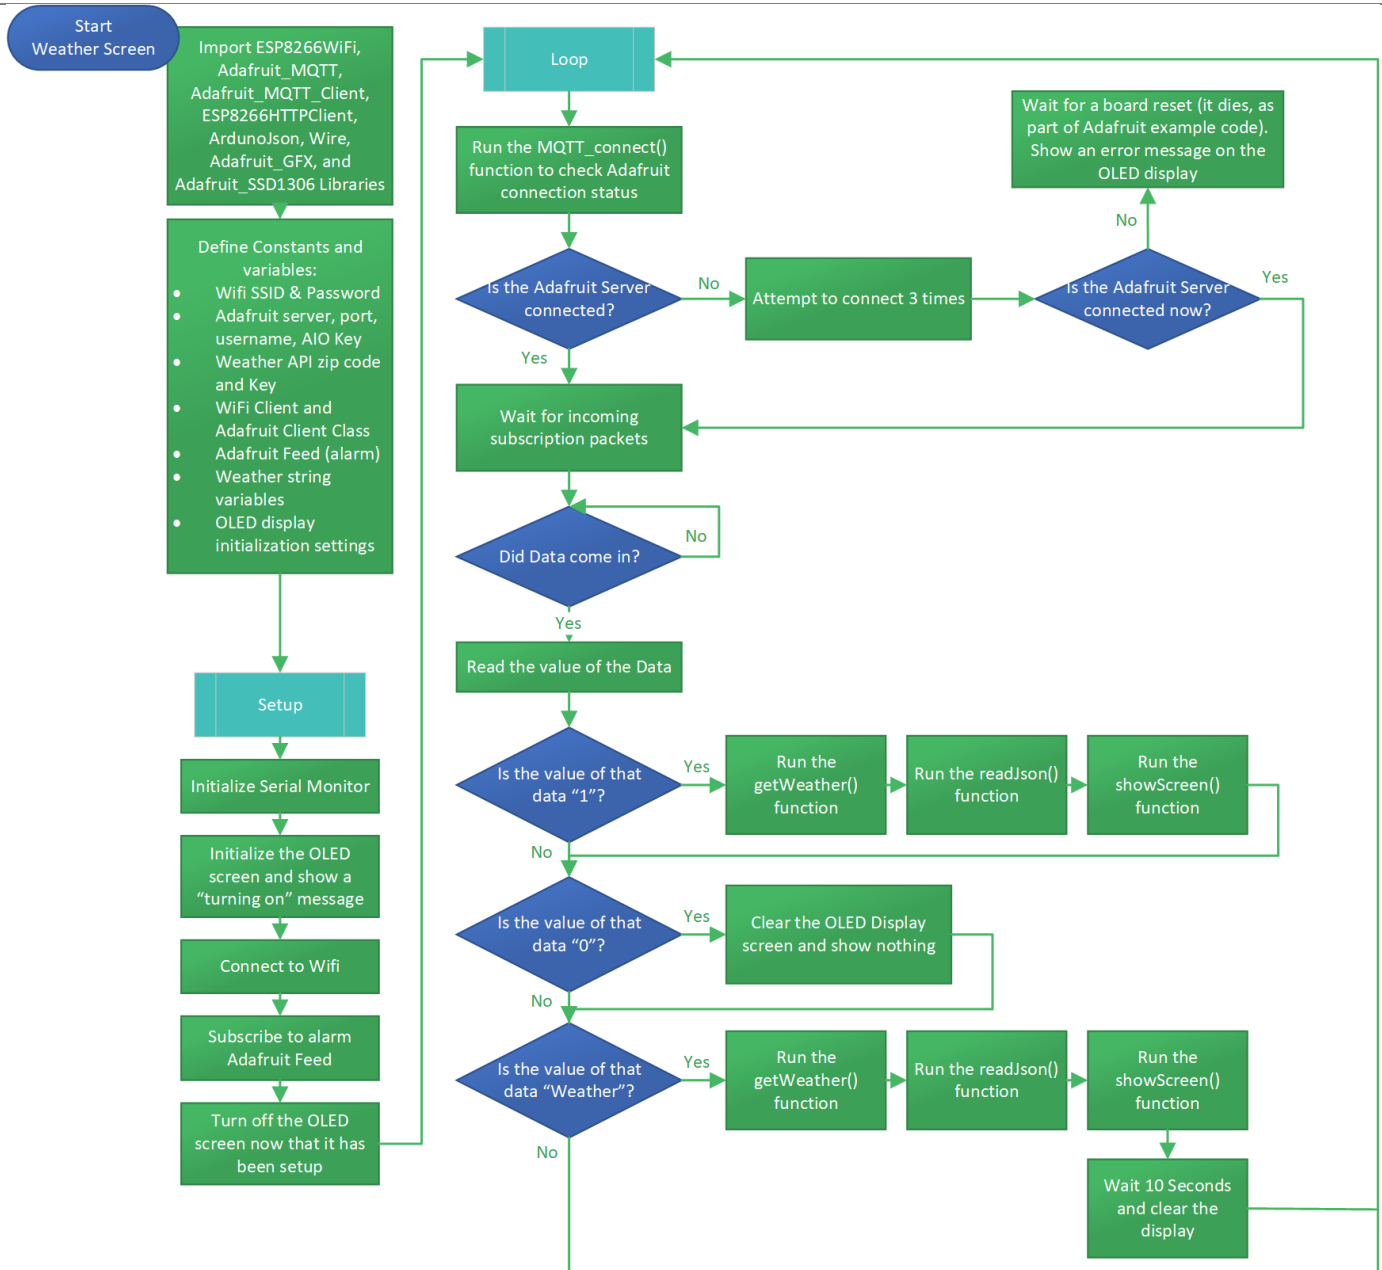 Start
Weather Screen
Import ESP8266WiFi,
Adafruit_MQTT,
Adafruit_MQTT_Client,
ESP8266HTTPClient,
ArdunoJson, Wire,
Adafruit_GFX, and
Adafruit_SSD1306 Libraries
Define Constants and
variables:
• Wifi SSID & Password
• Adafruit server, port,
username, AIO Key
• Weather API zip code
and Key
• WiFi Client and
Adafruit Client Class
• Adafruit Feed (alarm)
• Weather string
variables
• OLED display
initialization settings
Setup
Initialize Serial Monitor
Initialize the OLED
screen and show a
“turning on” message
Connect to Wifi
Subscribe to alarm
Adafruit Feed
Turn off the OLED
screen now that it has
been setup
Loop
Run the MQTT_connect()
function to check Adafruit
connection status
Is the Adafruit Server
connected?
No
Attempt to connect 3 times
Is the Adafruit Server
connected now?
No
Wait for a board reset (it dies, as
part of Adafruit example code).
Show an error message on the
OLED display
Yes
Yes
Wait for incoming
subscription packets
Did Data come in?
No
Yes
Read the value of the Data
Is the value of that
data “1”?
Yes
Run the
getWeather()
function
Run the readJson()
function
Run the
showScreen()
function
No
Is the value of that
data “0”?
Yes
Clear the OLED Display
screen and show nothing
No
Is the value of that
data “Weather”?
Yes
Run the
getWeather()
function
Run the readJson()
function
Run the
showScreen()
function
No
Wait 10 Seconds
and clear the
display